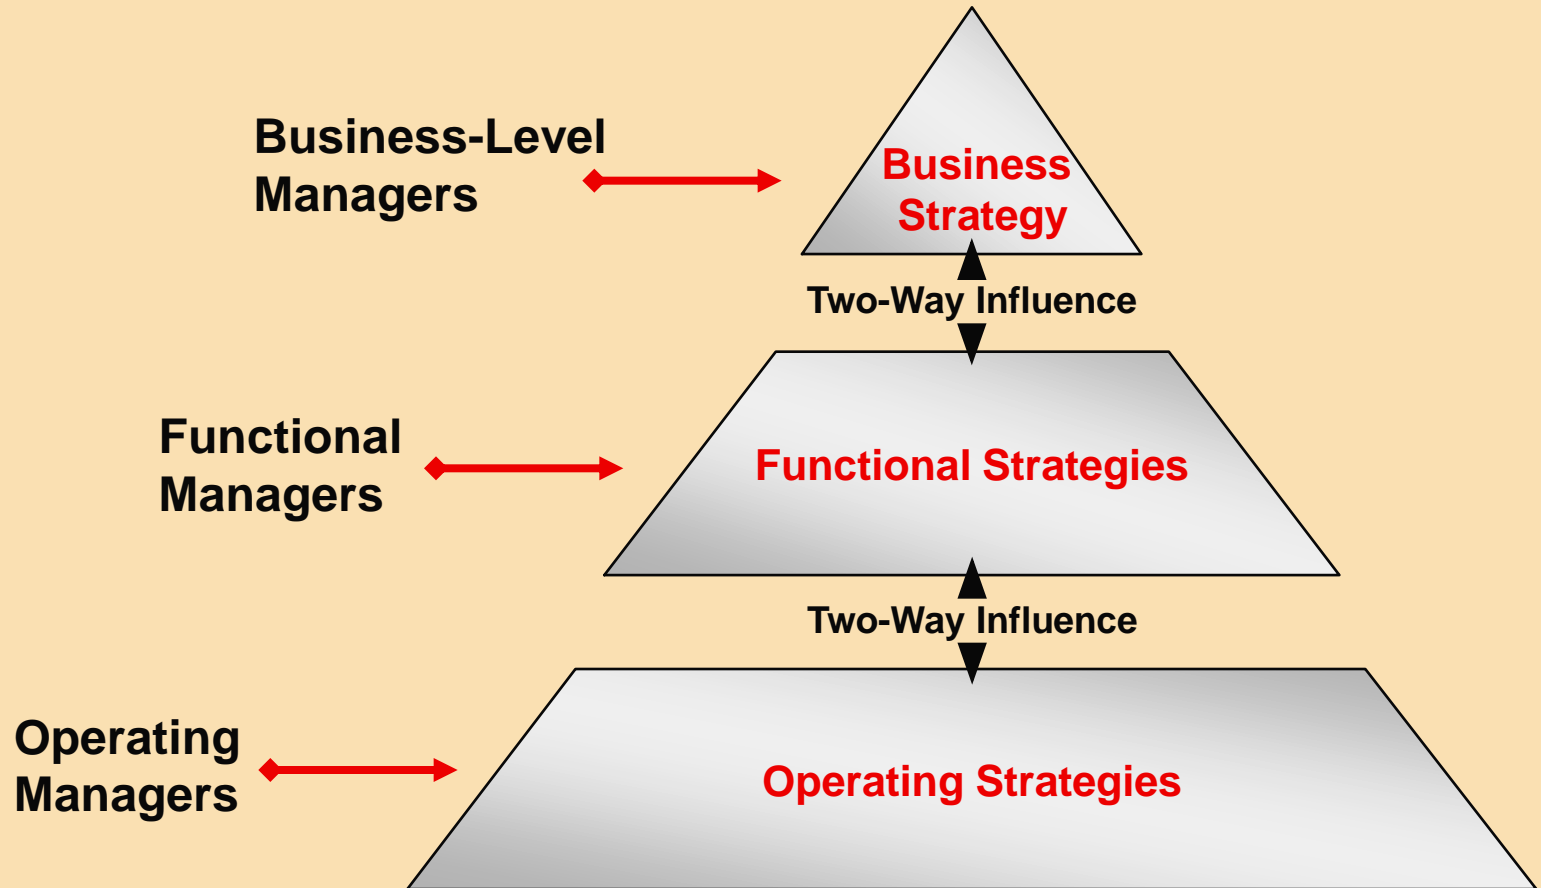 Business-Level
Managers
Business
Strategy
Two-Way Influence
Functional
Managers
Functional Strategies
Two-Way Influence
Operating
Managers
Operating Strategies